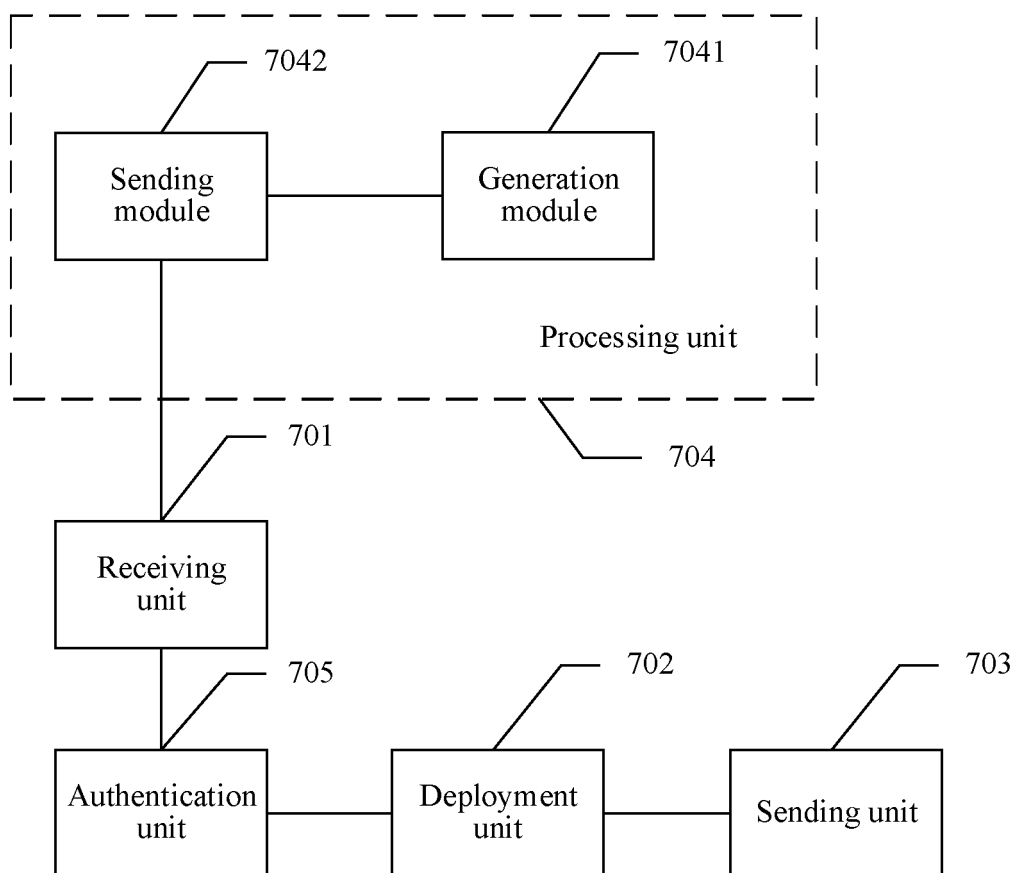 7042
7041
Sending
module
Generation
module
Processing unit
701
704
Receiving
unit
705
702
703
Authentication
unit
Deployment
unit
Sending unit